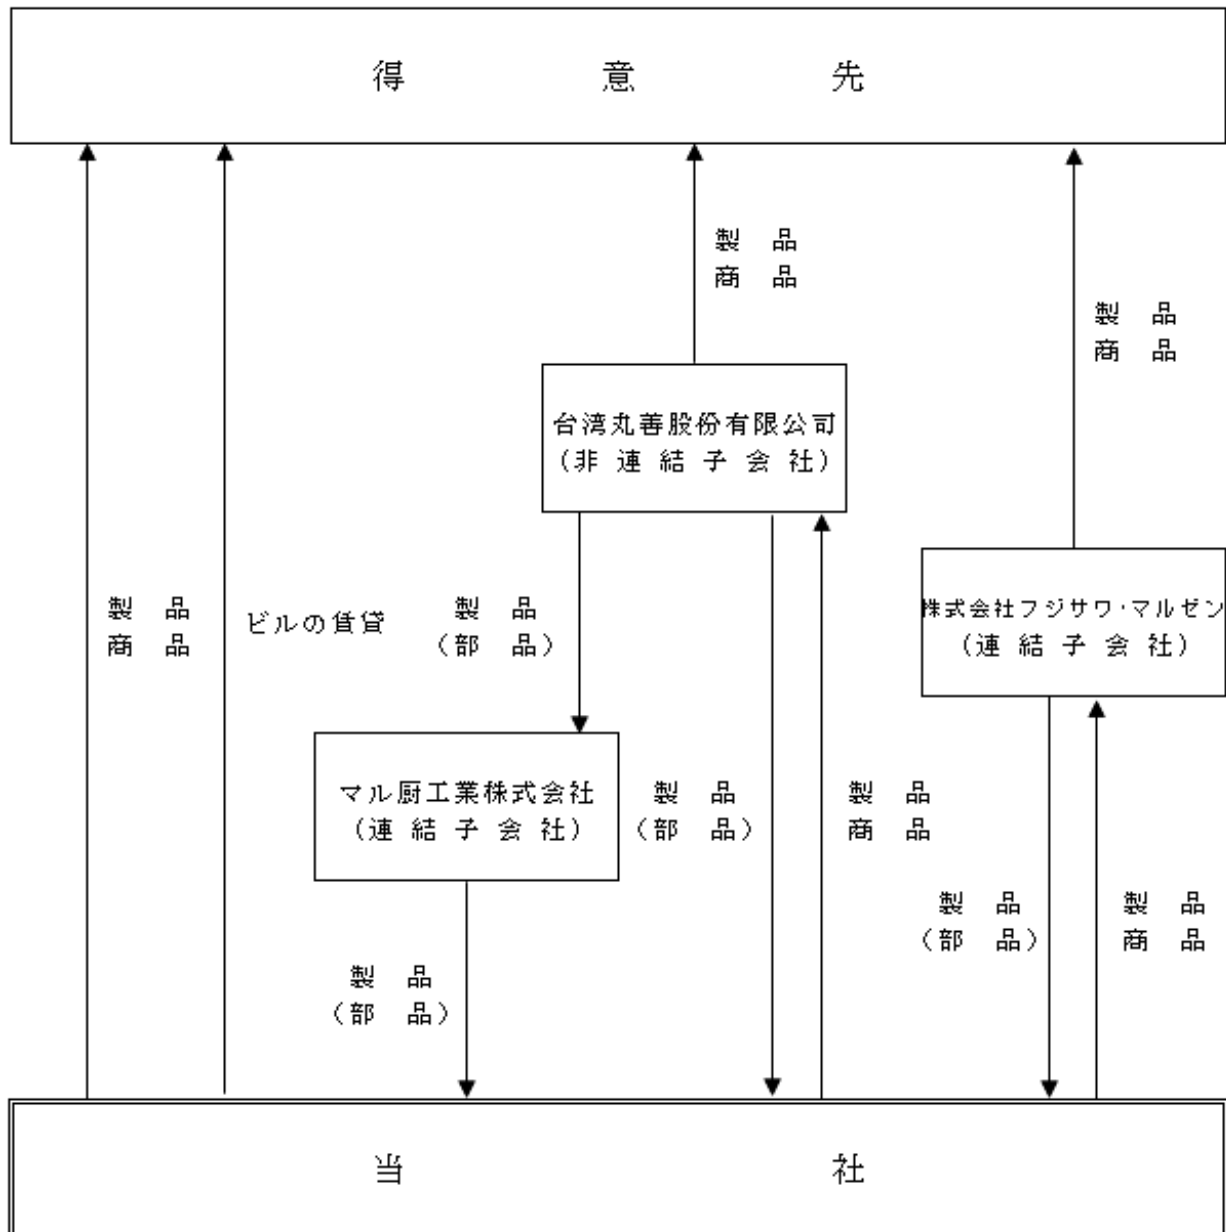 得意先
製品
商品
製品
商品
台湾丸善股份有限公司
(非連結子会社)
製品
商品
ビルの賃貸
製品
(部品)
株式会社フジサワ・マルゼン
(連結子会社)
マル厨工業株式会社
(連結子会社)
製品
(部品)
製品
商品
製品
(部品)
製品
商品
製品
(部品)
当社